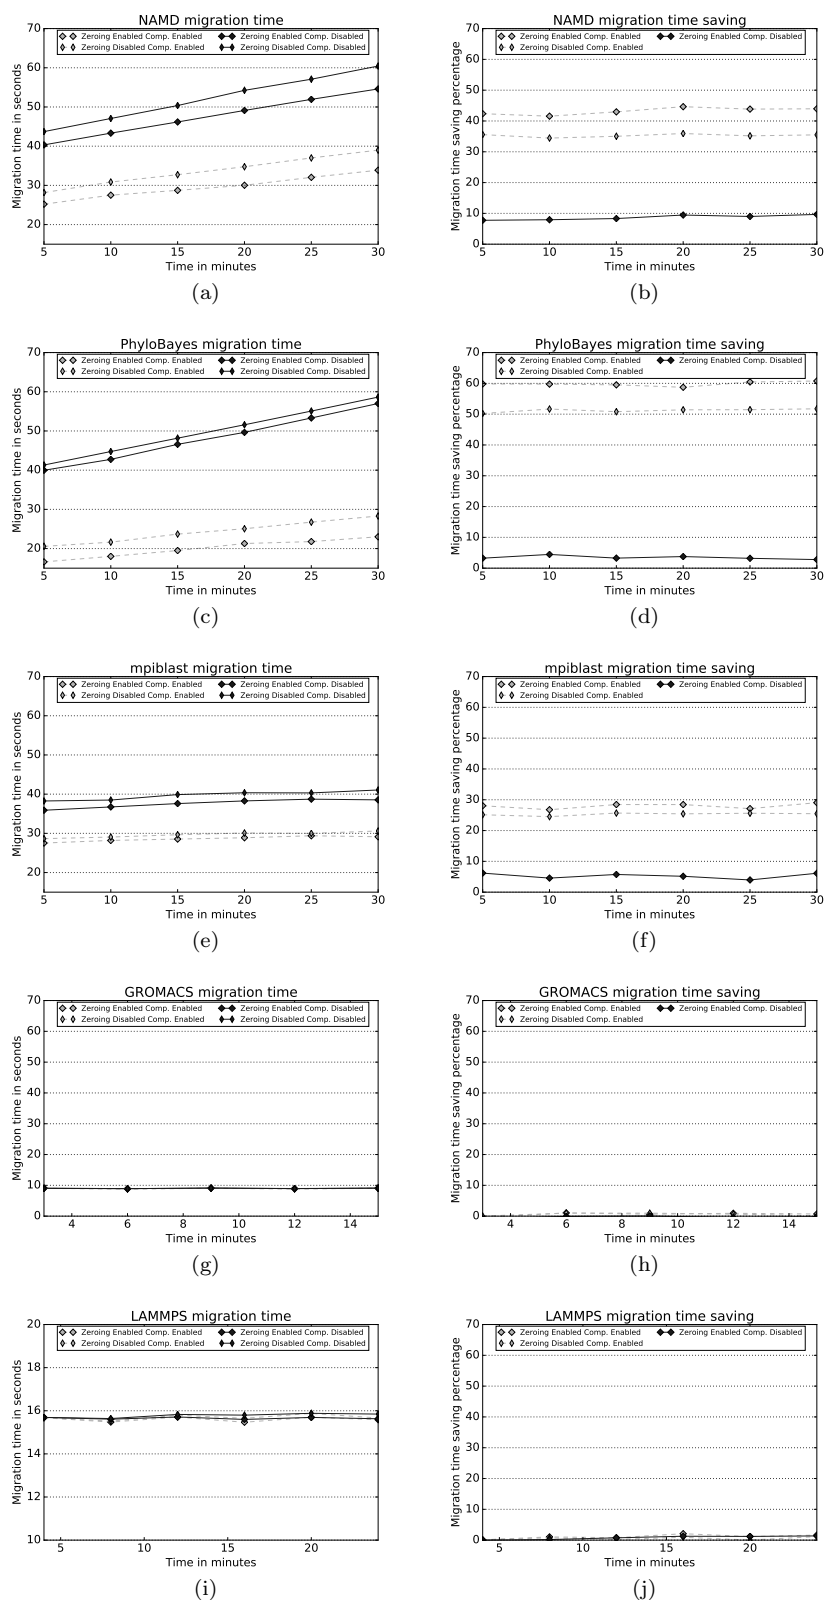 NAMD migration time
Zeroing Enabled Comp. Enabled Zeroing Enabled Comp. Disabled
Zeroing Disabled Comp. Enabled Zeroing Disabled Comp. Disabled
Migration time in seconds
70
60
50
40
30
20
5 10 15 20 25 30
Time in minutes
(a)
NAMD migration time saving
Zeroing Enabled Comp. Enabled Zeroing Enabled Comp. Disabled
Zeroing Disabled Comp. Enabled
Migration time saving percentage
70
60
50
40
30
20
10
0
5 10 15 20 25 30
Time in minutes
(b)
PhyloBayes migration time
Zeroing Enabled Comp. Enabled Zeroing Enabled Comp. Disabled
Zeroing Disabled Comp. Enabled Zeroing Disabled Comp. Disabled
Migration time in seconds
70
60
50
40
30
20
5 10 15 20 25 30
Time in minutes
(c)
PhyloBayes migration time saving
Zeroing Enabled Comp. Enabled Zeroing Enabled Comp. Disabled
Zeroing Disabled Comp. Enabled
Migration time saving percentage
70
60
50
40
30
20
10
0
5 10 15 20 25 30
Time in minutes
(d)
mpiblast migration time
Zeroing Enabled Comp. Enabled Zeroing Enabled Comp. Disabled
Zeroing Disabled Comp. Enabled Zeroing Disabled Comp. Disabled
Migration time in seconds
70
60
50
40
30
20
5 10 15 20 25 30
Time in minutes
(e)
mpiblast migration time saving
Zeroing Enabled Comp. Enabled Zeroing Enabled Comp. Disabled
Zeroing Disabled Comp. Enabled
Migration time saving percentage
70
60
50
40
30
20
10
0
5 10 15 20 25 30
Time in minutes
(f)
GROMACS migration time
Zeroing Enabled Comp. Enabled Zeroing Enabled Comp. Disabled
Zeroing Disabled Comp. Enabled Zeroing Disabled Comp. Disabled
Migration time in seconds
70
60
50
40
30
20
10
0
4 6 8 10 12 14
Time in minutes
(g)
GROMACS migration time saving
Zeroing Enabled Comp. Enabled Zeroing Enabled Comp. Disabled
Zeroing Disabled Comp. Enabled
Migration time saving percentage
70
60
50
40
30
20
10
0
4 6 8 10 12 14
Time in minutes
(h)
LAMMPS migration time
Zeroing Enabled Comp. Enabled Zeroing Enabled Comp. Disabled
Zeroing Disabled Comp. Enabled Zeroing Disabled Comp. Disabled
Migration time in seconds
20
18
16
14
12
10
5 10 15 20
Time in minutes
(i)
LAMMPS migration time saving
Zeroing Enabled Comp. Enabled Zeroing Enabled Comp. Disabled
Zeroing Disabled Comp. Enabled
Migration time saving percentage
70
60
50
40
30
20
10
0
5 10 15 20
Time in minutes
(j)